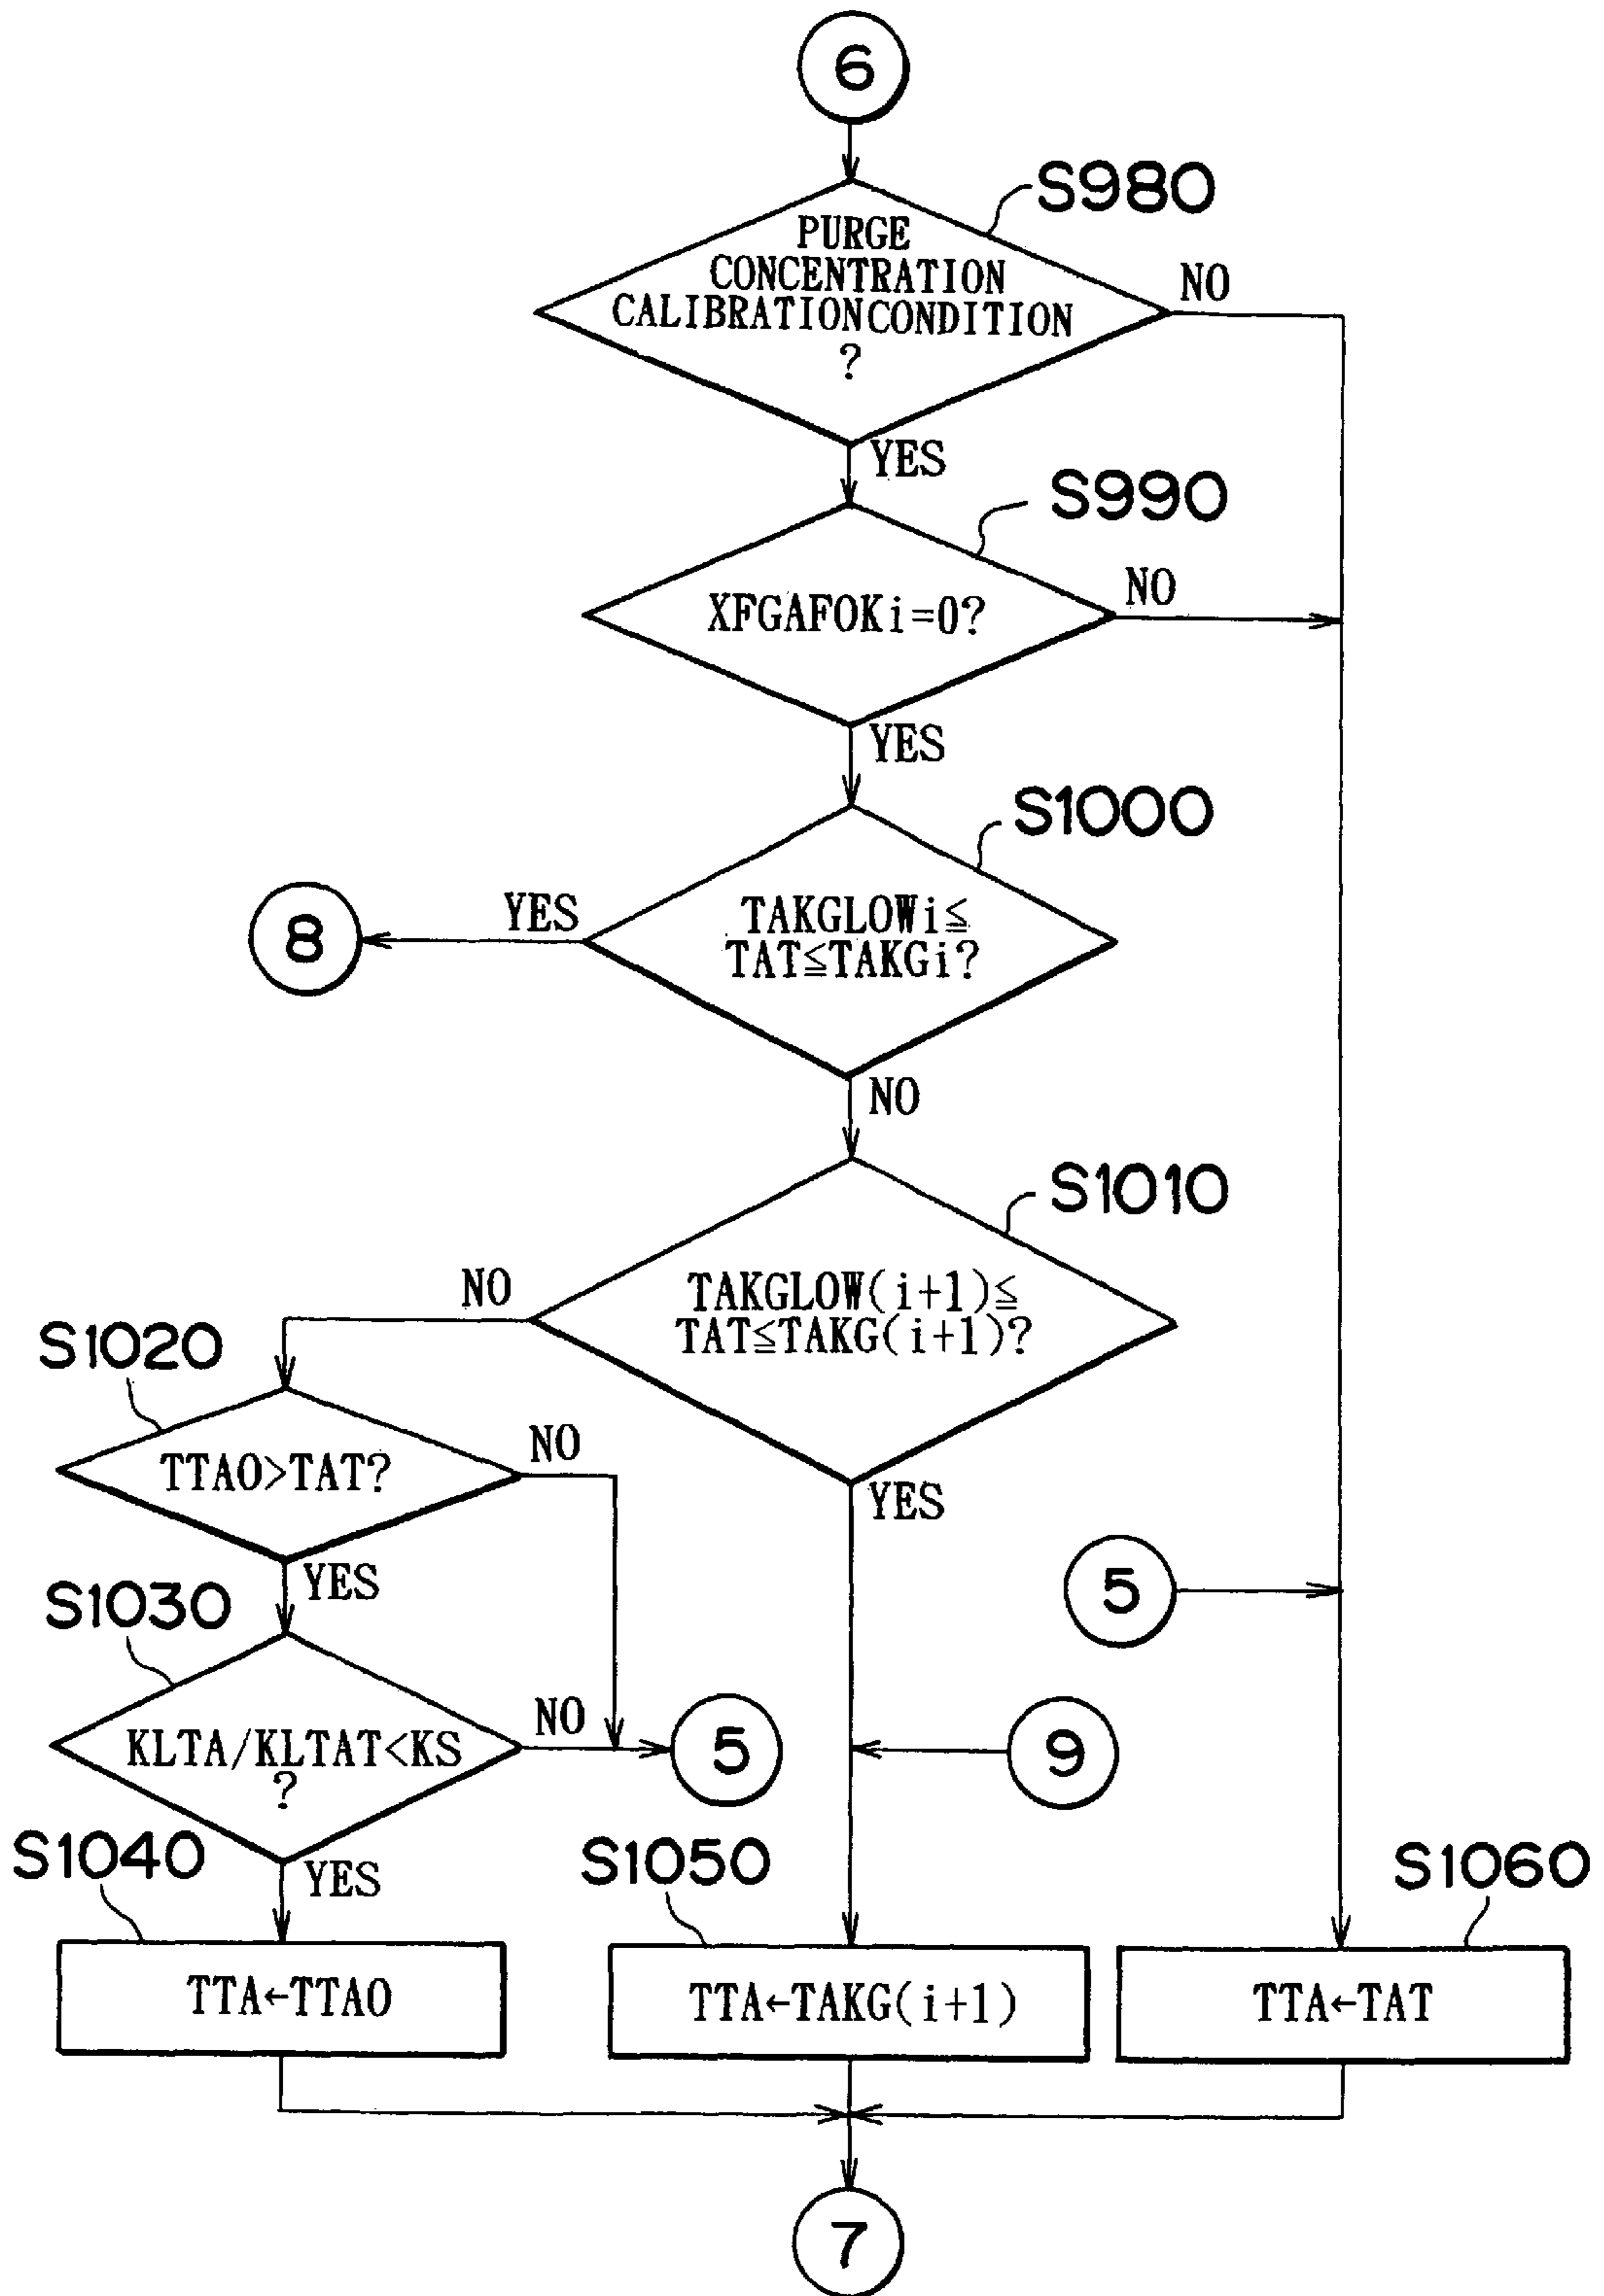 6
S980
PURGE
CONCENTRATION
CALIBRATIONCONDITION
?
NO
YES
S990
XFGAFOKi=0?
NO
YES
S1000
TAKGLOWi≦
TAT≦TAKGi?
YES
8
NO
S1010
TAKGLOW(i+1)≦
TAT≦TAKG(i+1)?
NO
YES
S1020
TTAO>TAT?
NO
YES
5
S1030
KLTA/KLTAT<KS
?
NO
5
9
YES
S1040
TTA←TTAO
S1050
TTA←TAKG(i+1)
S1060
TTA←TAT
7